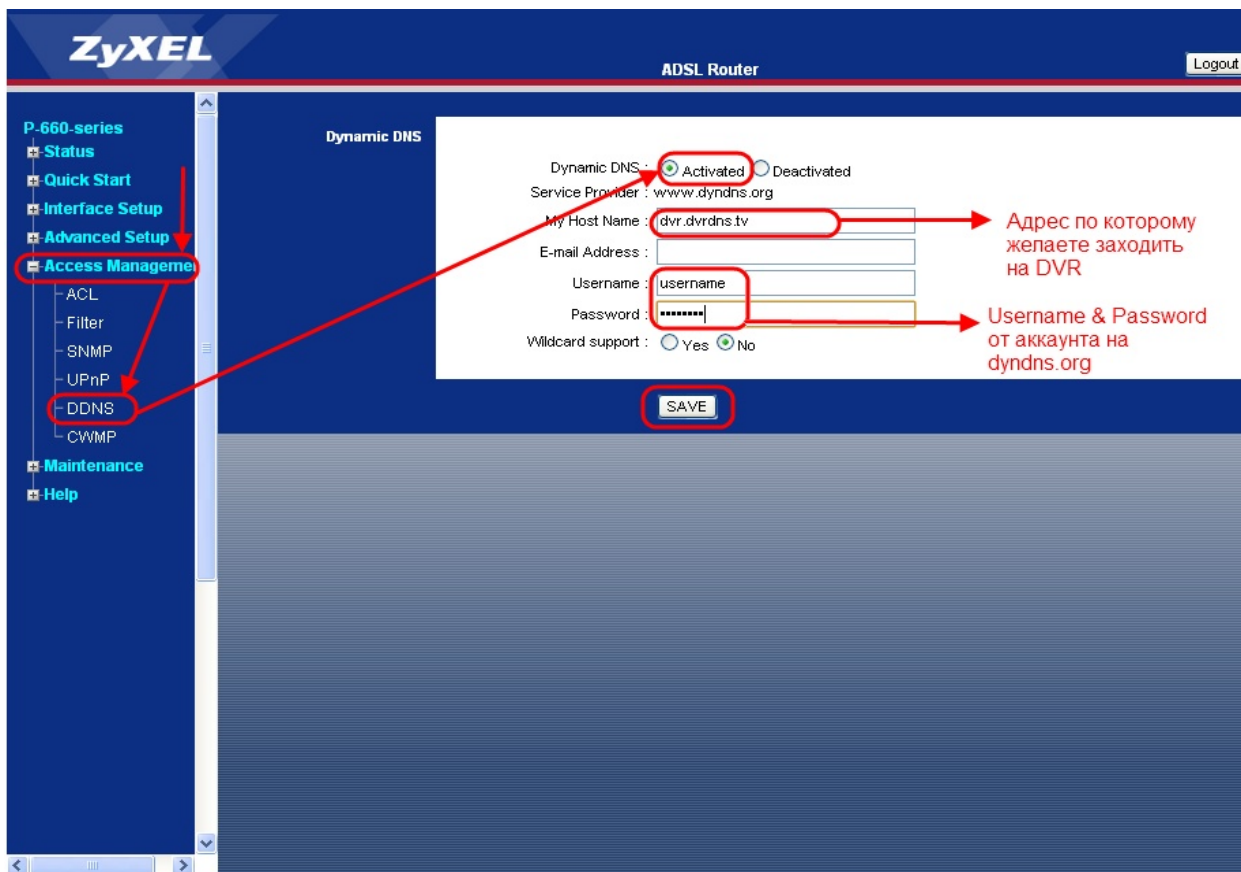 ZyXEL
ADSL Router
Logout
P-660-series
Status
Quick Start
Interface Setup
Advanced Setup
Access Managemen
ACL
Filter
SNMP
UPnP
DDNS
CWMP
Maintenance
Help
Dynamic DNS
Dynamic DNS : Activated Deactivated
Service Provider : www.dyndns.org
My Host Name : dvr.dvrdns.tv
E-mail Address :
Username : username
Password : ••••••••
Wildcard support : Yes No
SAVE
Адрес по которому
желаете заходить
на DVR
Username & Password
от аккаунта на
dyndns.org